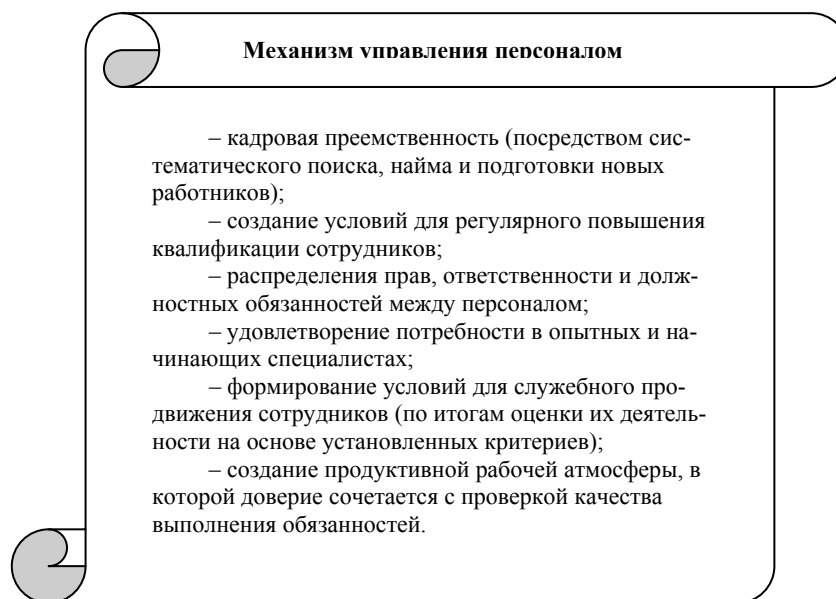 Механизм управления персоналом
– кадровая преемственность (посредством сис-
тематического поиска, найма и подготовки новых
работников);
– создание условий для регулярного повышения
квалификации сотрудников;
– распределения прав, ответственности и долж-
ностных обязанностей между персоналом;
– удовлетворение потребности в опытных и на-
чинающих специалистах;
– формирование условий для служебного про-
движения сотрудников (по итогам оценки их деятель-
ности на основе установленных критериев);
– создание продуктивной рабочей атмосферы, в
которой доверие сочетается с проверкой качества
выполнения обязанностей.